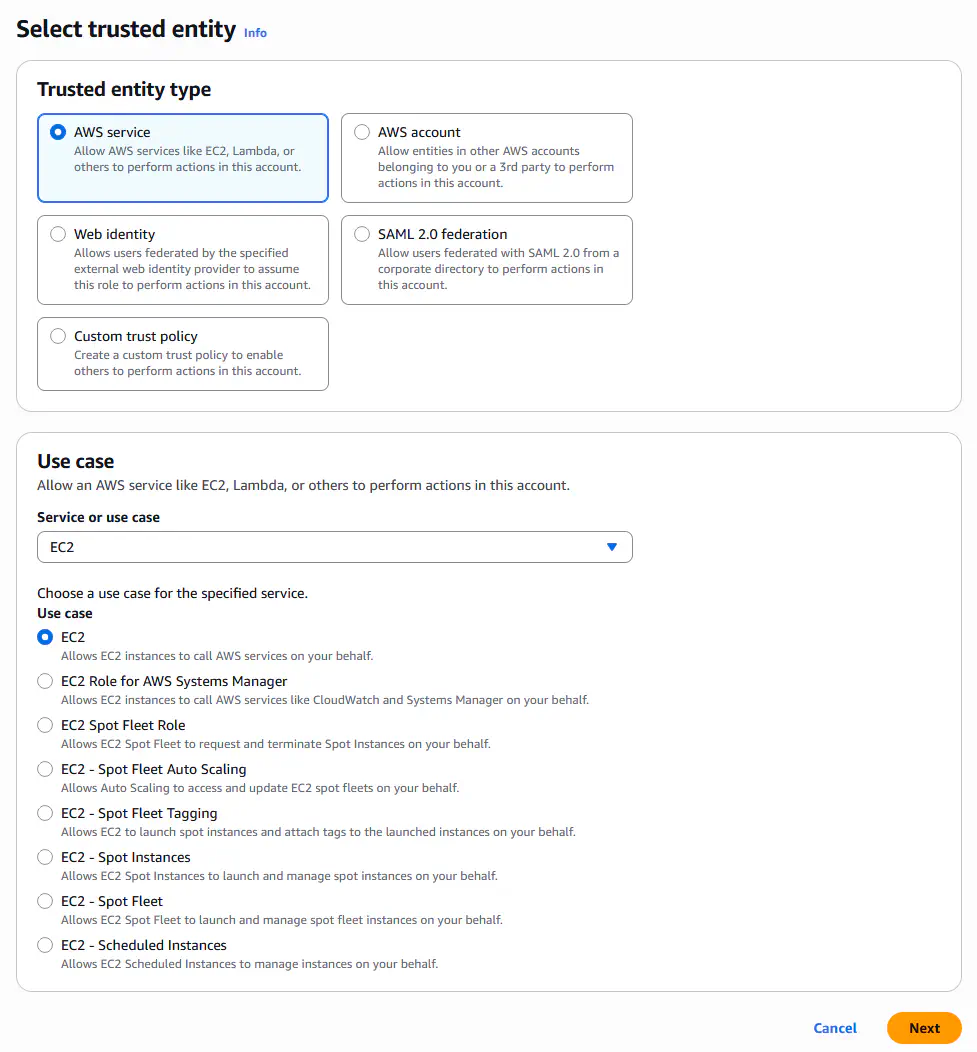 Select trusted entity Info
Trusted entity type
AWS service
Allow AWS services like EC2, Lambda, or
others to perform actions in this account.
AWS account
Allow entities in other AWS accounts
belonging to you or a 3rd party to perform
actions in this account.
Web identity
Allows users federated by the specified
external web identity provider to assume
this role to perform actions in this account.
SAML 2.0 federation
Allow users federated with SAML 2.0 from a
corporate directory to perform actions in
this account.
Custom trust policy
Create a custom trust policy to enable
others to perform actions in this account.
Use case
Allow an AWS service like EC2, Lambda, or others to perform actions in this account.
Service or use case
EC2
Choose a use case for the specified service.
Use case
EC2
Allows EC2 instances to call AWS services on your behalf.
EC2 Role for AWS Systems Manager
Allows EC2 instances to call AWS services like CloudWatch and Systems Manager on your behalf.
EC2 Spot Fleet Role
Allows EC2 Spot Fleet to request and terminate Spot Instances on your behalf.
EC2 - Spot Fleet Auto Scaling
Allows Auto Scaling to access and update EC2 spot fleets on your behalf.
EC2 - Spot Fleet Tagging
Allows EC2 to launch spot instances and attach tags to the launched instances on your behalf.
EC2 - Spot Instances
Allows EC2 Spot Instances to launch and manage spot instances on your behalf.
EC2 - Spot Fleet
Allows EC2 Spot Fleet to launch and manage spot fleet instances on your behalf.
EC2 - Scheduled Instances
Allows EC2 Scheduled Instances to manage instances on your behalf.
Cancel
Next